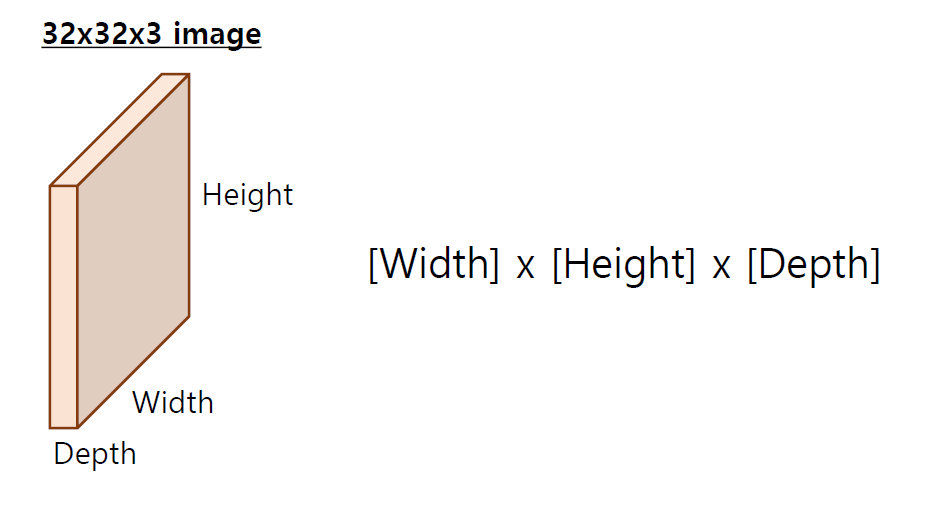 32x32x3 image
Height
[Width] x [Height] x [Depth]
Width
Depth